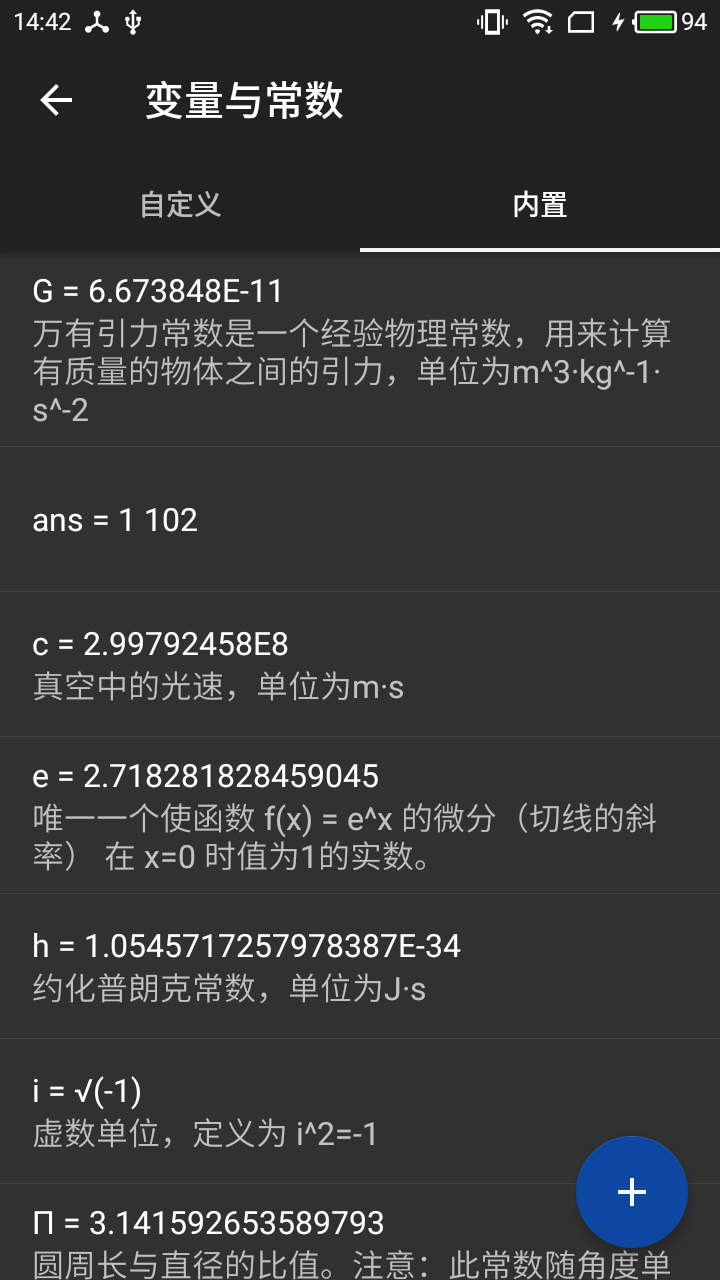 14:42
94
变量与常数
自定义
内置
G = 6.673848E-11
万有引力常数是一个经验物理常数，用来计算
有质量的物体之间的引力，单位为m^3·kg^-1·
s^-2
ans = 1 102
c = 2.99792458E8
真空中的光速，单位为m·s
e = 2.718281828459045
唯一一个使函数 f(x) = e^x 的微分（切线的斜
率） 在 x=0 时值为1的实数。
h = 1.0545717257978387E-34
约化普朗克常数，单位为J·s
i = √(-1)
虚数单位，定义为 i^2=-1
Π = 3.141592653589793
圆周长与直径的比值。注意：此常数随角度单